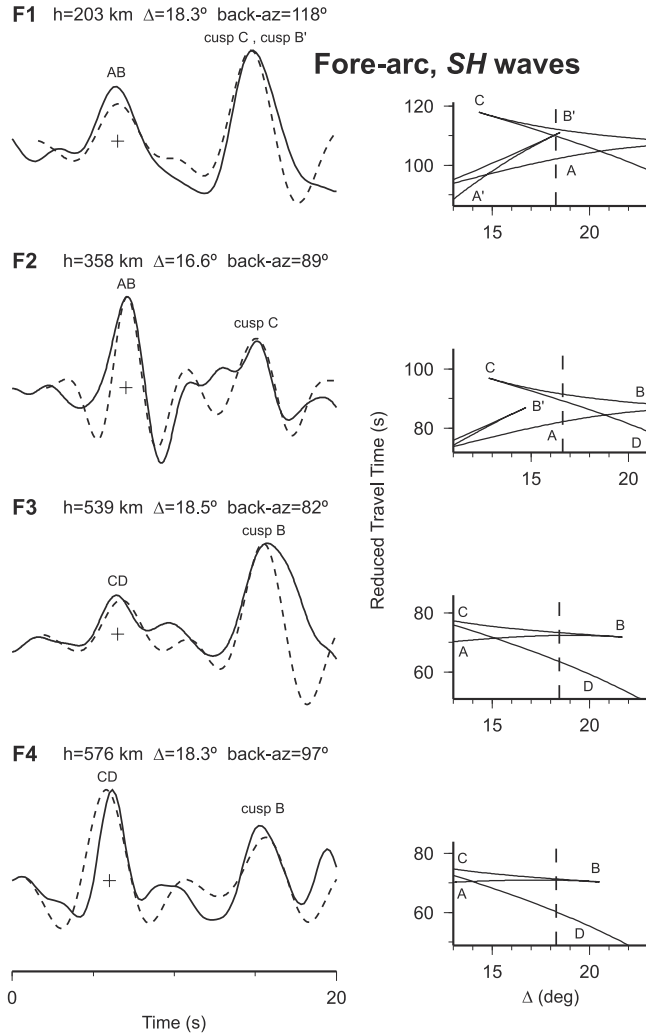 F1 h=203 km Δ=18.3º back-az=118º
cusp C , cusp B'
AB
Fore-arc, SH waves
C
B'
A
A'
120
100
15
20
F2 h=358 km Δ=16.6º back-az=89º
AB
cusp C
C
B
B'
A
D
100
80
15
20
F3 h=539 km Δ=18.5º back-az=82º
cusp B
CD
C
B
A
D
80
60
15
20
F4 h=576 km Δ=18.3º back-az=97º
CD
cusp B
C
B
A
D
80
60
15
20
Reduced Travel Time (s)
0
20
Time (s)
Δ (deg)